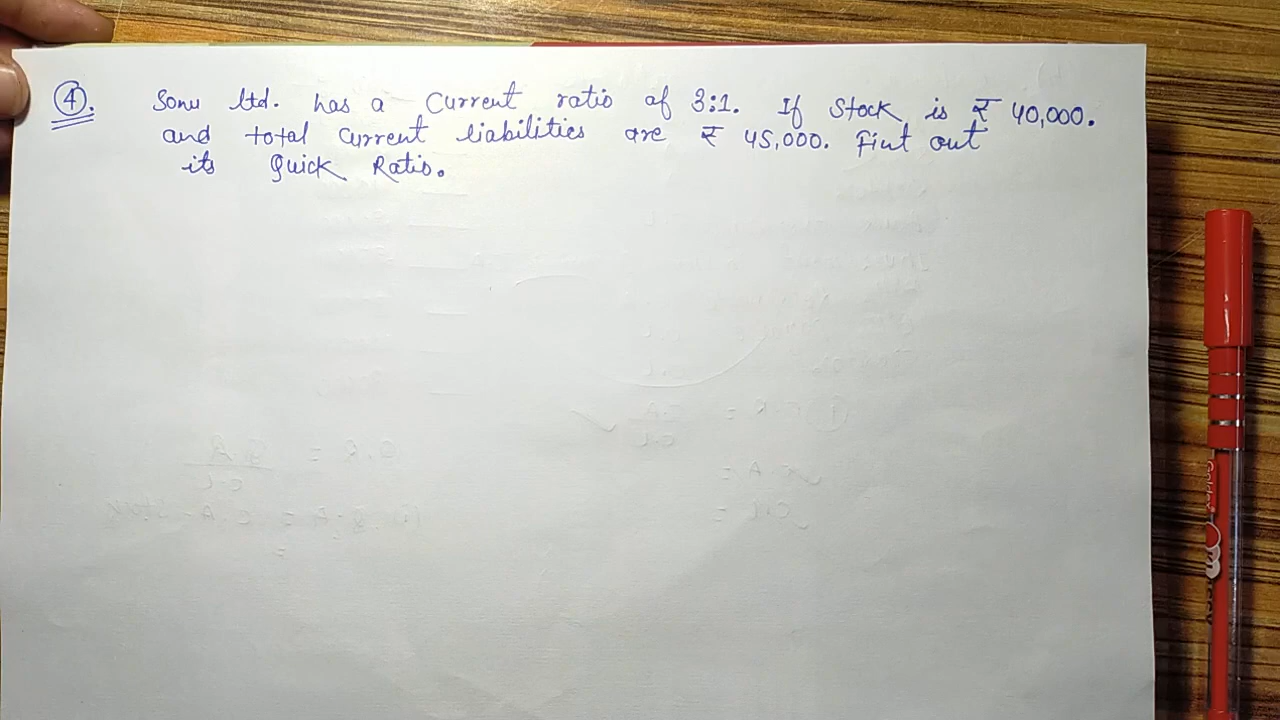 ④. Sonu ltd. has a Current ratio of 3:1. If Stock is ₹ 40,000.
and total Current liabilities are ₹ 45,000. Fint out
its Quick Ratio.